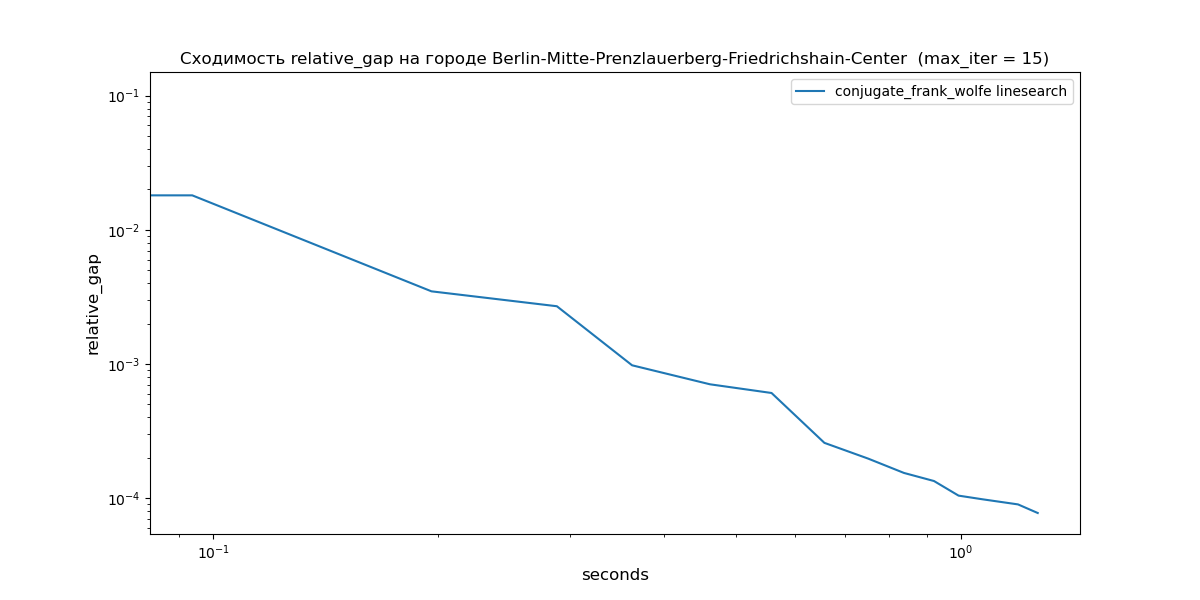 Сходимость relative_gap на городе Berlin-Mitte-Prenzlauerberg-Friedrichshain-Center (max_iter = 15)
conjugate_frank_wolfe linesearch
10⁻¹
10⁻²
10⁻³
10⁻⁴
relative_gap
10⁻¹
10⁰
seconds